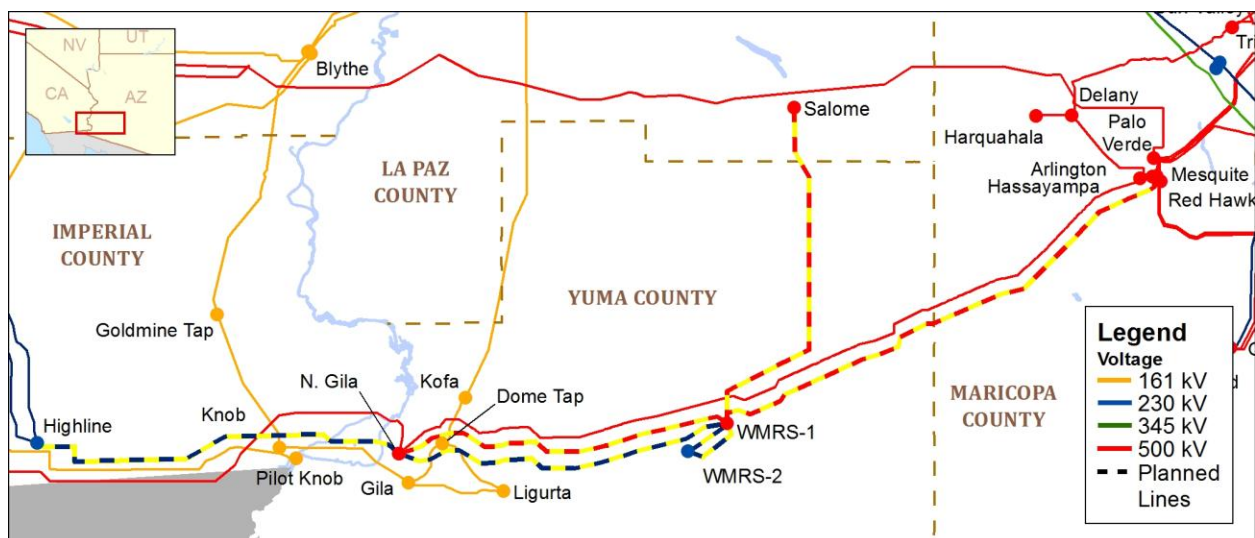 NV
UT
CA
AZ
Blythe
Salome
Delany
Palo
Verde
Harquahala
Arlington
Hassayampa
Mesquite
LA PAZ
COUNTY
IMPERIAL
COUNTY
YUMA COUNTY
Goldmine Tap
N. Gila
Kofa
Dome Tap
MARICOPA
COUNTY
Highline
Knob
WMRS-1
Pilot Knob
Gila
Ligurta
WMRS-2
Legend
Voltage
161 kV
230 kV
345 kV
500 kV
Planned
Lines